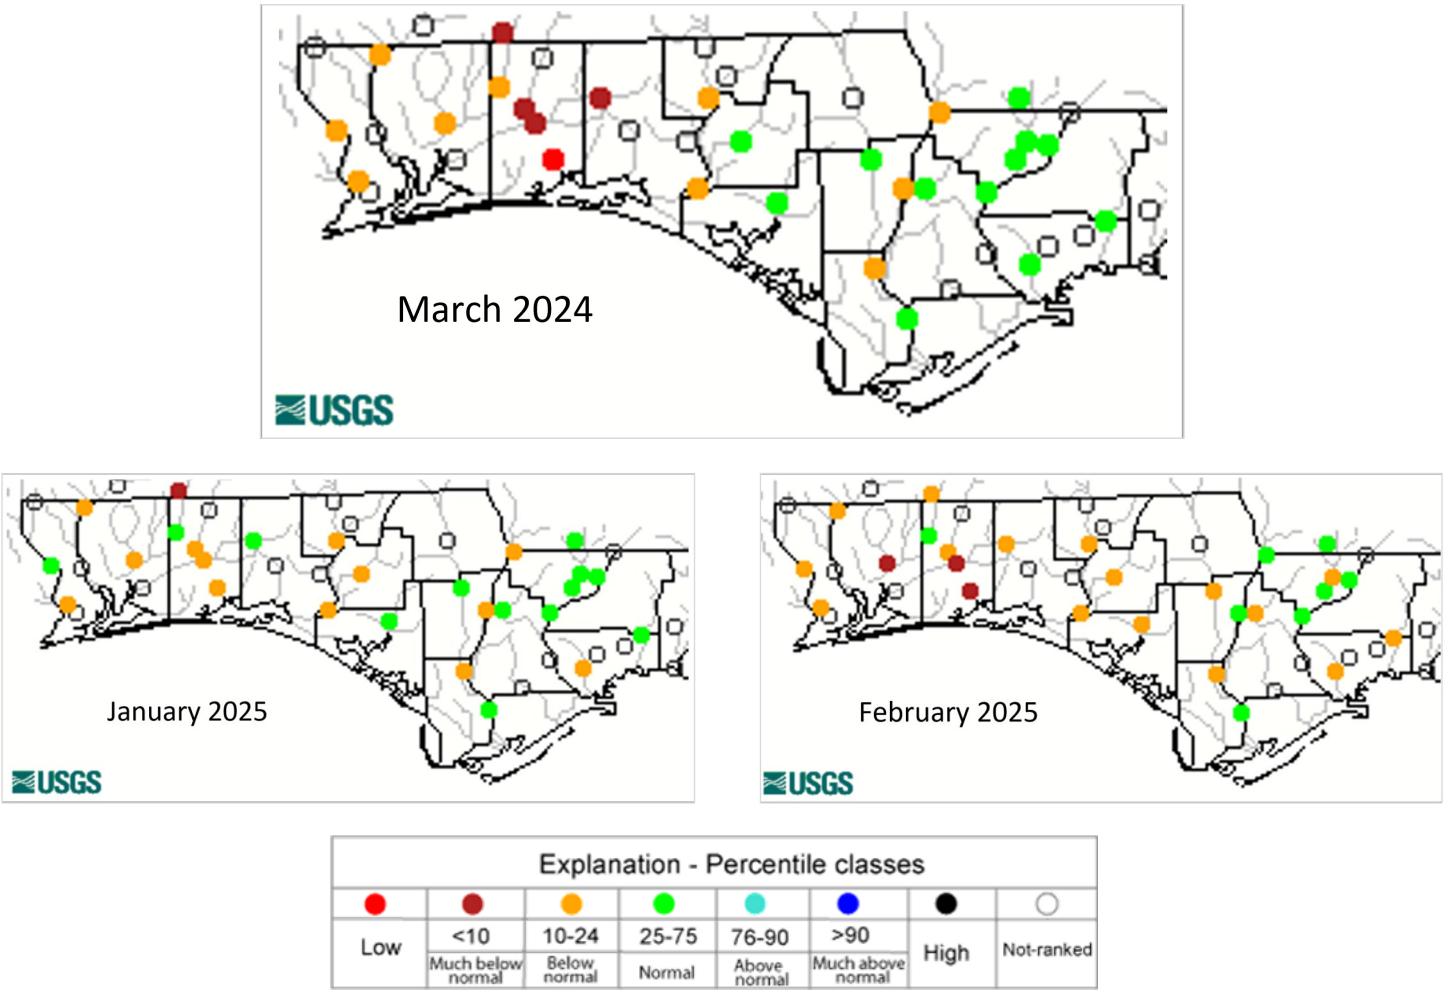 March 2024
USGS
January 2025
USGS
February 2025
USGS
Explanation - Percentile classes
Low
<10
10-24
25-75
76-90
>90
High
Not-ranked
Much below normal
Below normal
Normal
Above normal
Much above normal